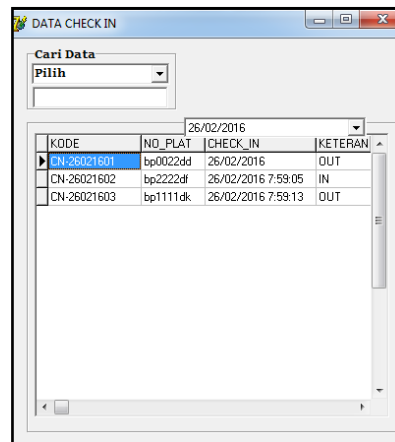 DATA CHECK IN
Cari Data
Pilih
26/02/2016
KODE NO_PLAT CHECK_IN KETERAN
CN-26021601 bp0022dd 26/02/2016 OUT
CN-26021602 bp2222df 26/02/2016 7:59:05 IN
CN-26021603 bp1111dk 26/02/2016 7:59:13 OUT